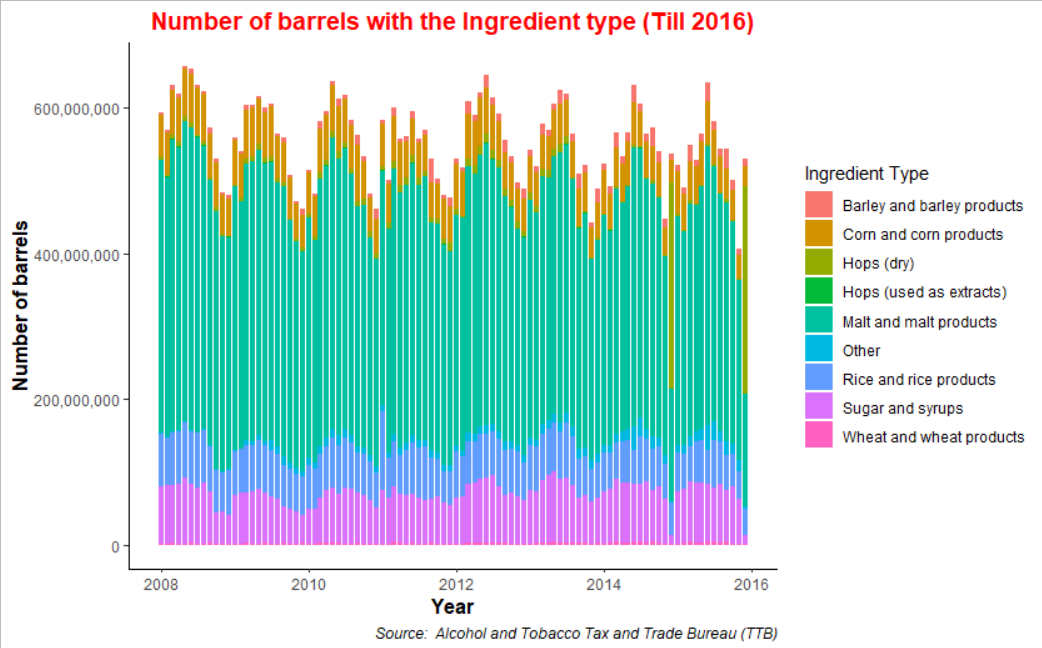 Number of barrels with the Ingredient type (Till 2016)
Number of barrels
600,000,000
400,000,000
200,000,000
0
2008
2010
2012
2014
2016
Year
Source:  Alcohol and Tobacco Tax and Trade Bureau (TTB)
Ingredient Type
Barley and barley products
Corn and corn products
Hops (dry)
Hops (used as extracts)
Malt and malt products
Other
Rice and rice products
Sugar and syrups
Wheat and wheat products